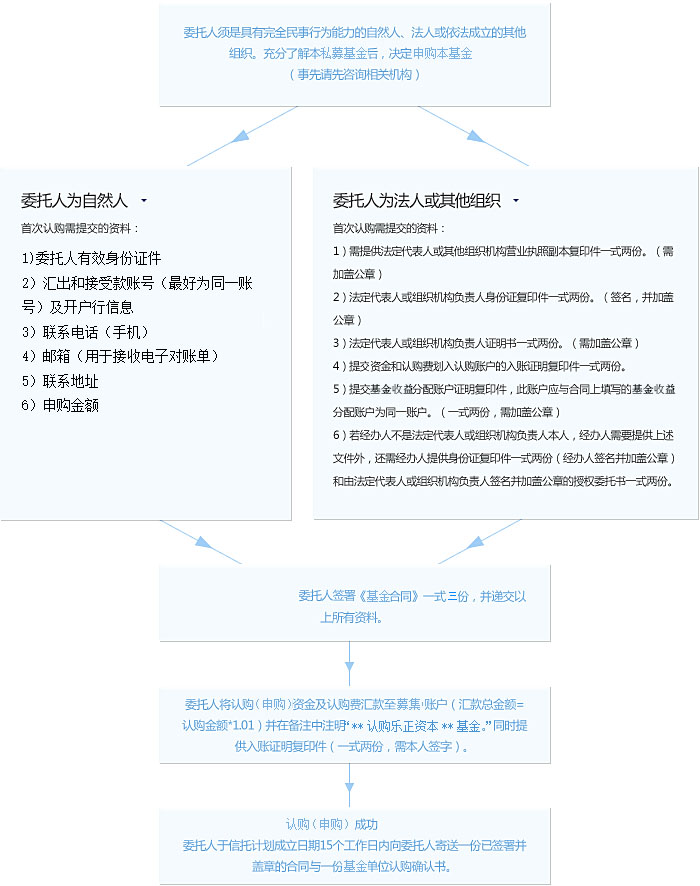 委托人须是具有完全民事行为能力的自然人、法人或依法成立的其他
组织。充分了解本私募基金后，决定申购本基金
（事先请先咨询相关机构）
委托人为自然人
首次认购需提交的资料：
1)委托人有效身份证件
2）汇出和接受款账号（最好为同一账
号）及开户行信息
3）联系电话（手机）
4）邮箱（用于接收电子对账单）
5）联系地址
6）申购金额
委托人为法人或其他组织
首次认购需提交的资料：
1）需提供法定代表人或其他组织机构营业执照副本复印件一式两份。（需
加盖公章）
2）法定代表人或组织机构负责人身份证复印件一式两份。（签名，并加盖
公章）
3）法定代表人或组织机构负责人证明书一式两份。（需加盖公章）
4）提交资金和认购费划入认购账户的入账证明复印件一式两份。
5）提交基金收益分配账户证明复印件，此账户应与合同上填写的基金收益
分配账户为同一账户。（一式两份，需加盖公章）
6）若经办人不是法定代表人或组织机构负责人本人，经办人需要提供上述
文件外，还需经办人提供身份证复印件一式两份（经办人签名并加盖公章）
和由法定代表人或组织机构负责人签名并加盖公章的授权委托书一式两份。
委托人签署《基金合同》一式三份，并递交以
上所有资料。
委托人将认购（申购）资金及认购费汇款至募集账户（汇款总金额=
认购金额*1.01）并在备注中注明“** 认购乐正资本 ** 基金。”同时提
供入账证明复印件（一式两份，需本人签字）。
认购（申购）成功
委托人于信托计划成立日期15个工作日内向委托人寄送一份已签署并
盖章的合同与一份基金单位认购确认书。